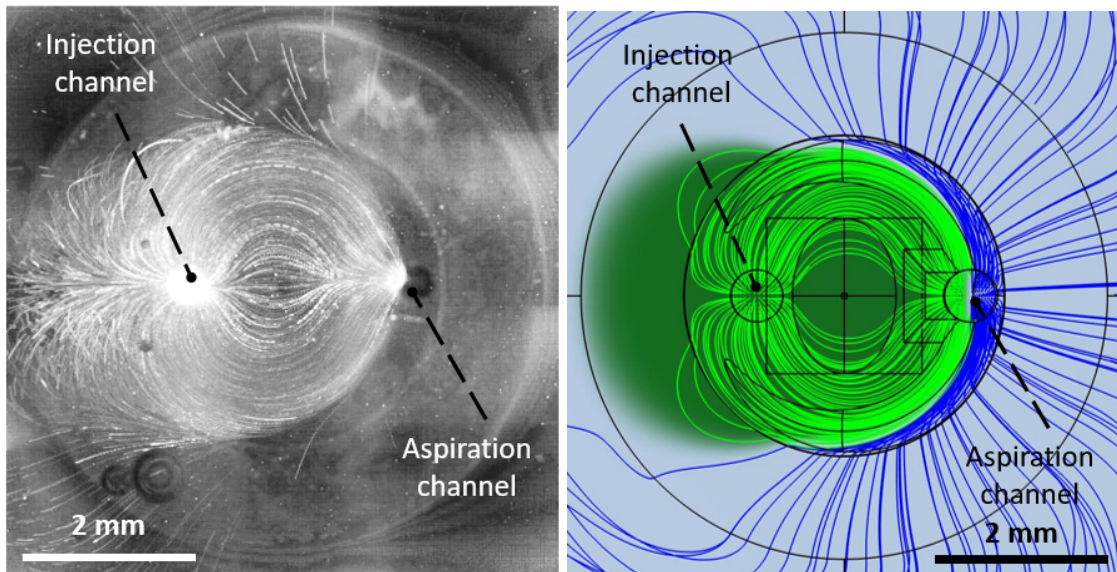 Injection
channel
Aspiration
channel
2 mm
Injection
channel
Aspiration
channel
2 mm